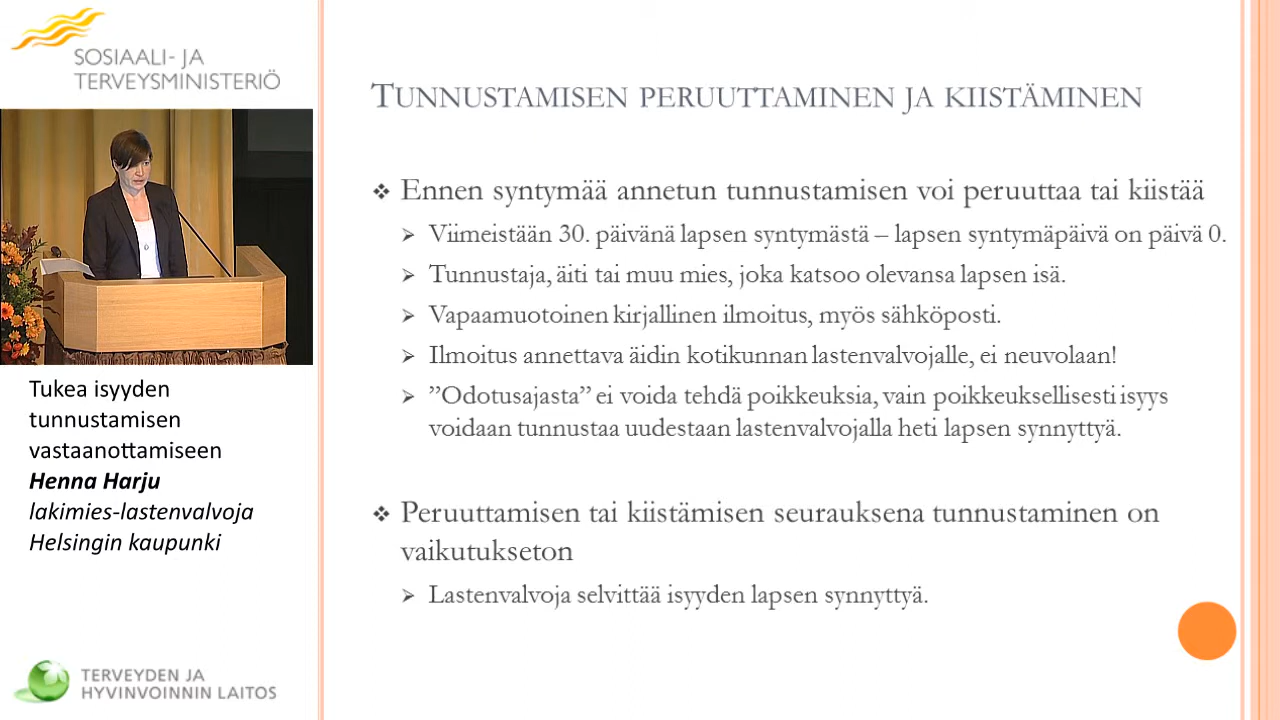 SOSIAALI- JA
TERVEYSMINISTERIÖ
Tukea isyyden
tunnustamisen
vastaanottamiseen
Henna Harju
lakimies-lastenvalvoja
Helsingin kaupunki
TERVEYDEN JA
HYVINVOINNIN LAITOS
TUNNUSTAMISEN PERUUTTAMINEN JA KIISTÄMINEN
❖ Ennen syntymää annetun tunnustamisen voi peruuttaa tai kiistää
➢ Viimeistään 30. päivänä lapsen syntymästä – lapsen syntymäpäivä on päivä 0.
➢ Tunnustaja, äiti tai muu mies, joka katsoo olevansa lapsen isä.
➢ Vapaamuotoinen kirjallinen ilmoitus, myös sähköposti.
➢ Ilmoitus annettava äidin kotikunnan lastenvalvojalle, ei neuvolaan!
➢ ”Odotusajasta” ei voida tehdä poikkeuksia, vain poikkeuksellisesti isyys
voidaan tunnustaa uudestaan lastenvalvojalla heti lapsen synnyttyä.
❖ Peruuttamisen tai kiistämisen seurauksena tunnustaminen on
vaikutukseton
➢ Lastenvalvoja selvittää isyyden lapsen synnyttyä.